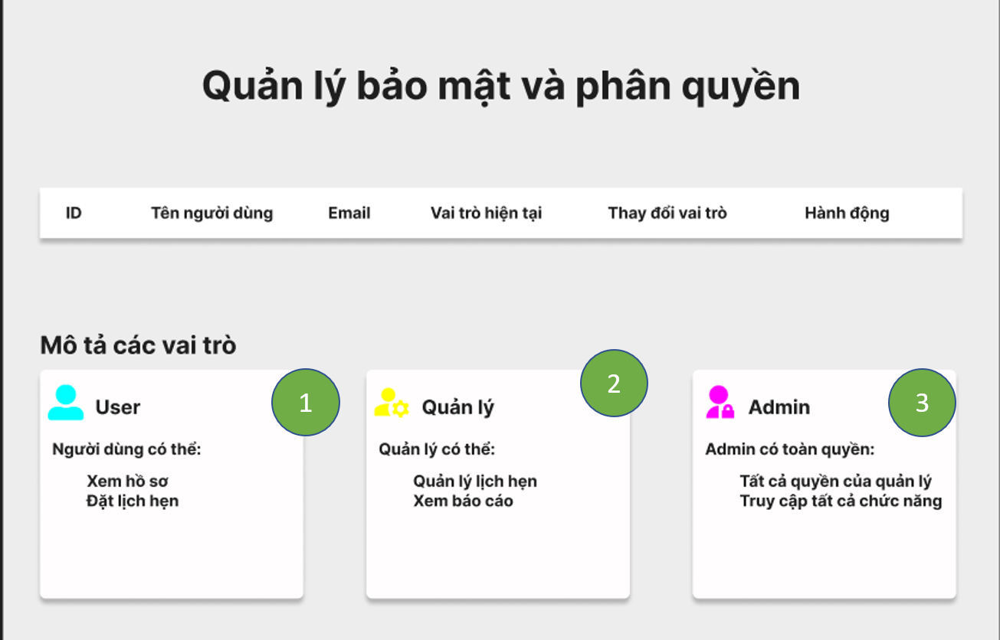 Quản lý bảo mật và phân quyền
ID Tên người dùng Email Vai trò hiện tại Thay đổi vai trò Hành động
Mô tả các vai trò
User 1
Người dùng có thể:
Xem hồ sơ
Đặt lịch hẹn
Quản lý 2
Quản lý có thể:
Quản lý lịch hẹn
Xem báo cáo
Admin 3
Admin có toàn quyền:
Tất cả quyền của quản lý
Truy cập tất cả chức năng